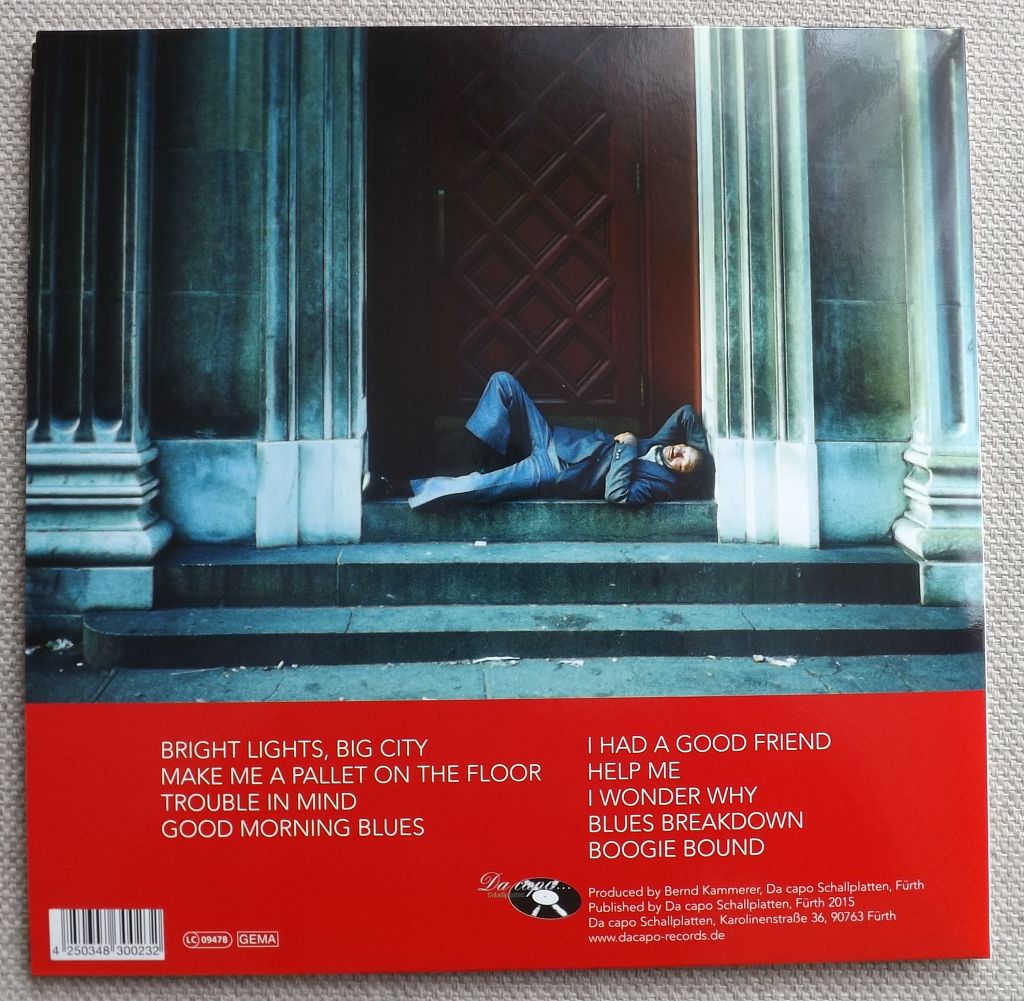 BRIGHT LIGHTS, BIG CITY
MAKE ME A PALLET ON THE FLOOR
TROUBLE IN MIND
GOOD MORNING BLUES
I HAD A GOOD FRIEND
HELP ME
I WONDER WHY
BLUES BREAKDOWN
BOOGIE BOUND
Da capo...
Schallplatten
Produced by Bernd Kammerer, Da capo Schallplatten, Fürth
Published by Da capo Schallplatten, Fürth 2015
Da capo Schallplatten, Karolinenstraße 36, 90763 Fürth
www.dacapo-records.de
4 250348 300232
LC 09478 GEMA